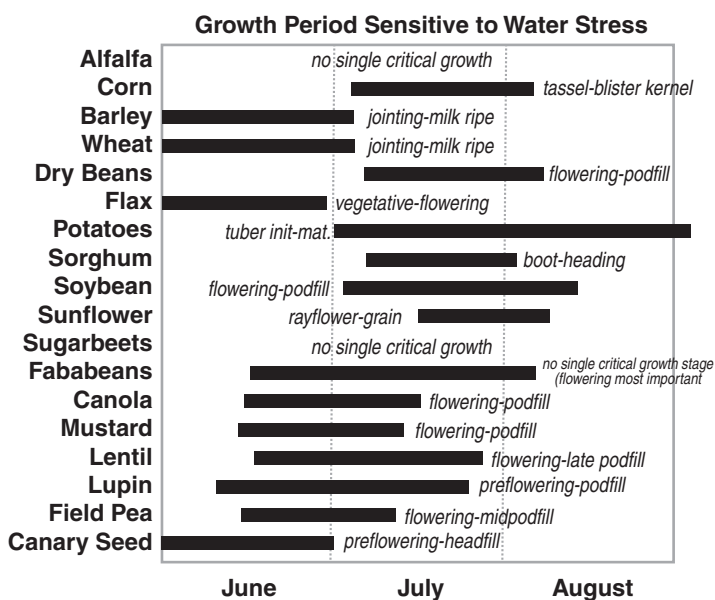 Growth Period Sensitive to Water Stress
Alfalfa no single critical growth
Corn tassel-blister kernel
Barley jointing-milk ripe
Wheat jointing-milk ripe
Dry Beans flowering-podfill
Flax vegetative-flowering
Potatoes tuber init-mat.
Sorghum boot-heading
Soybean flowering-podfill
Sunflower rayflower-grain
Sugarbeets no single critical growth
Fababeans no single critical growth stage
(flowering most important
Canola flowering-podfill
Mustard flowering-podfill
Lentil flowering-late podfill
Lupin preflowering-podfill
Field Pea flowering-midpodfill
Canary Seed preflowering-headfill
June July August